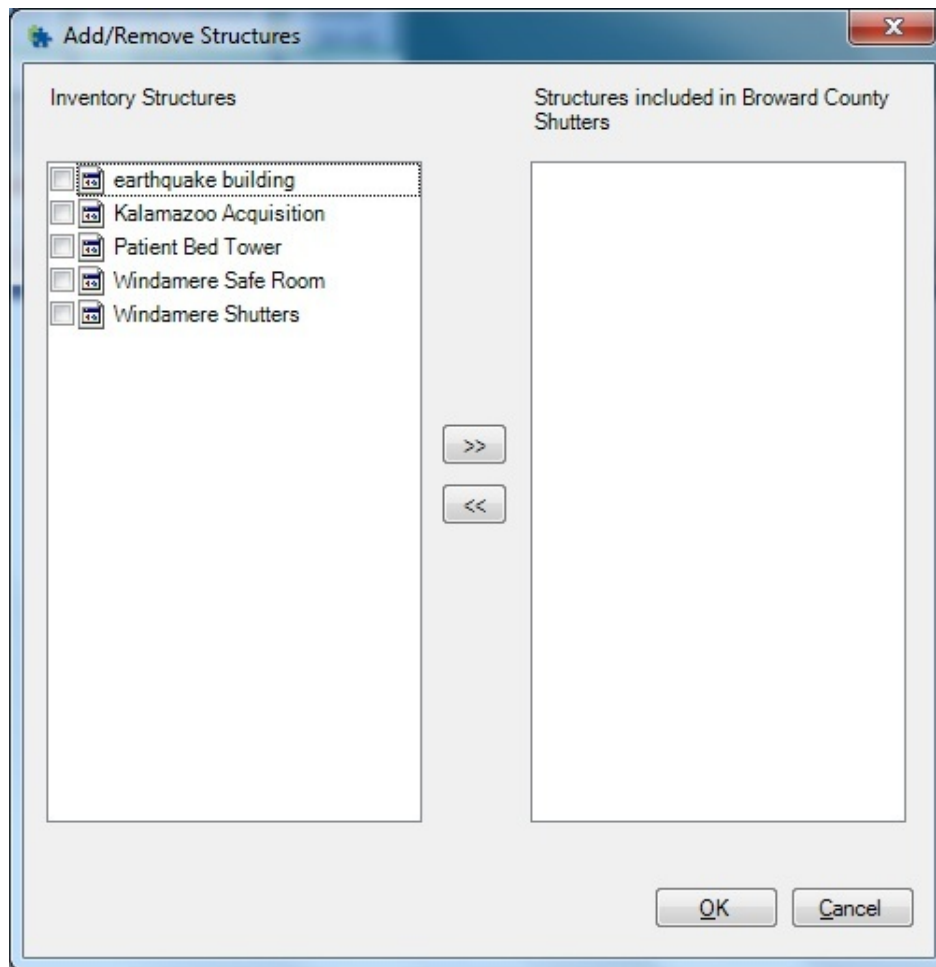 Add/Remove Structures
Inventory Structures
Structures included in Broward County
Shutters
earthquake building
Kalamazoo Acquisition
Patient Bed Tower
Windamere Safe Room
Windamere Shutters
>>
<<
OK
Cancel